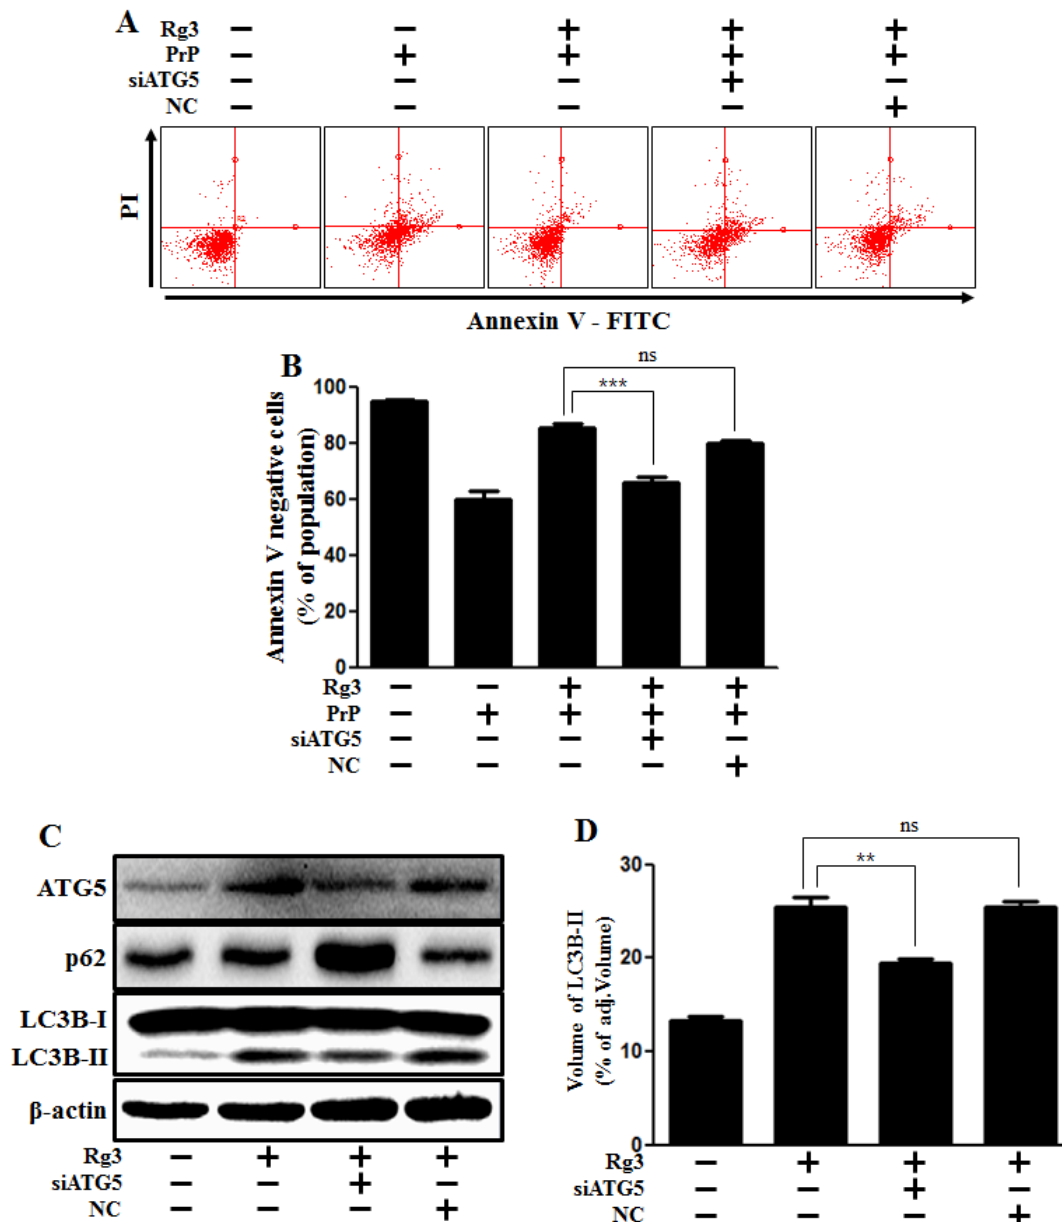 A
Rg3 − − + + +
PrP − + + + +
siATG5 − − − + −
NC − − − − +
PI
Annexin V - FITC
B
ns
***
Annexin V negative cells
(% of population)
100
80
60
40
20
0
Rg3 − − + + +
PrP − + + + +
siATG5 − − − + −
NC − − − − +
C
ATG5
p62
LC3B-I
LC3B-II
β-actin
Rg3 − + + +
siATG5 − − + −
NC − − − +
D
ns
**
Volume of LC3B-II
(% of adj.Volume)
30
20
10
0
Rg3 − + + +
siATG5 − − + −
NC − − − +